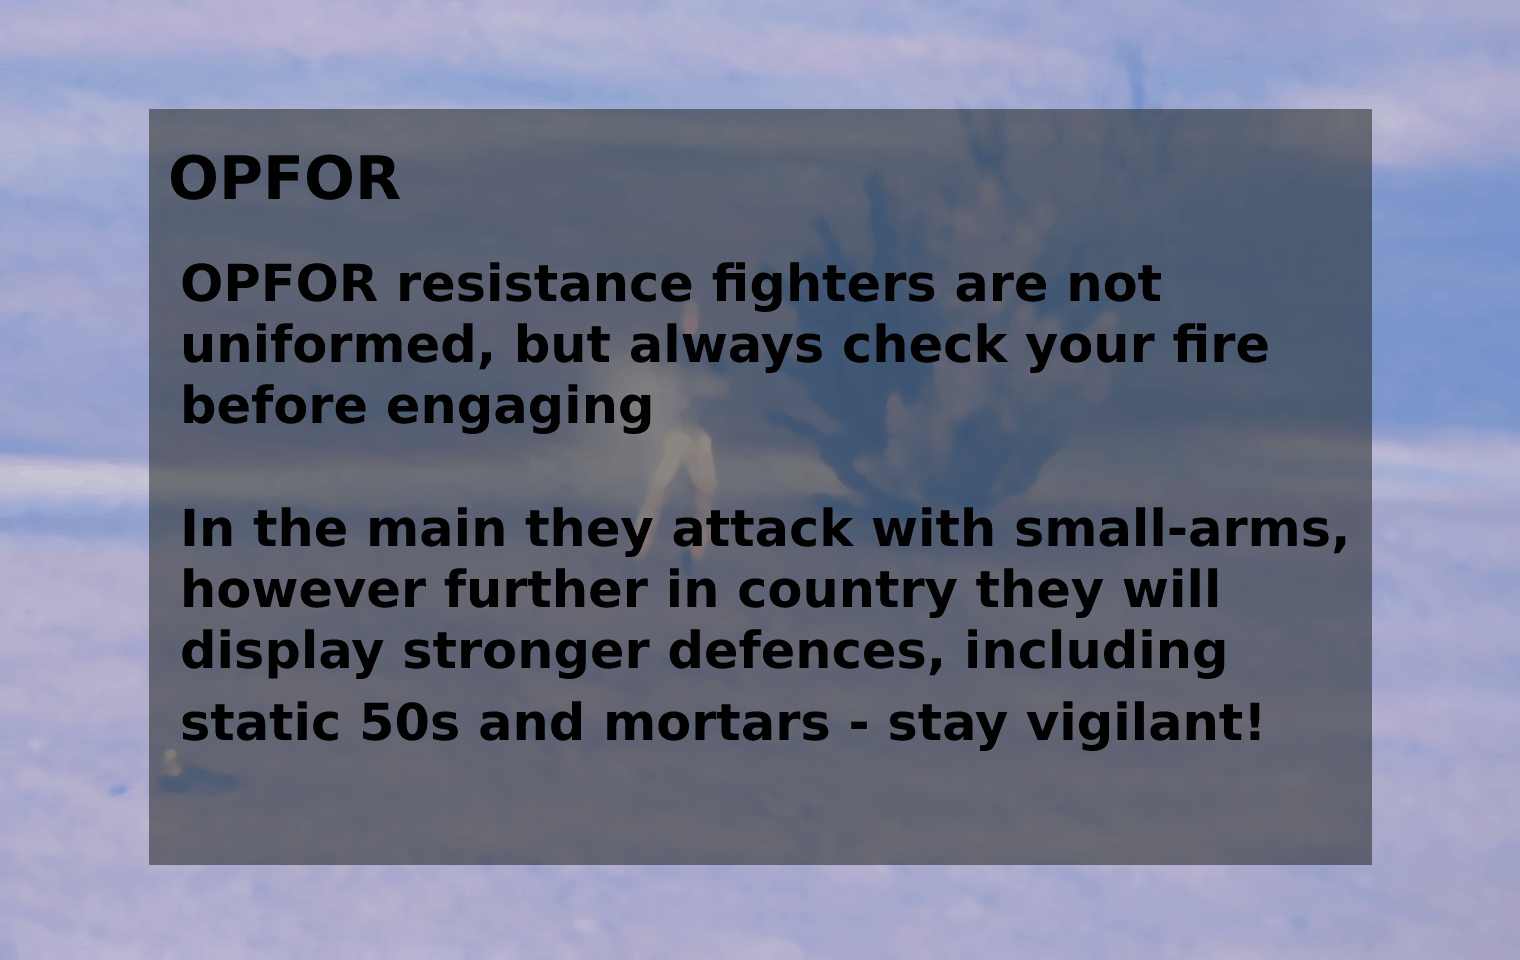 OPFOR
OPFOR resistance fighters are not
uniformed, but always check your fire
before engaging
In the main they attack with small-arms,
however further in country they will
display stronger defences, including
static 50s and mortars - stay vigilant!